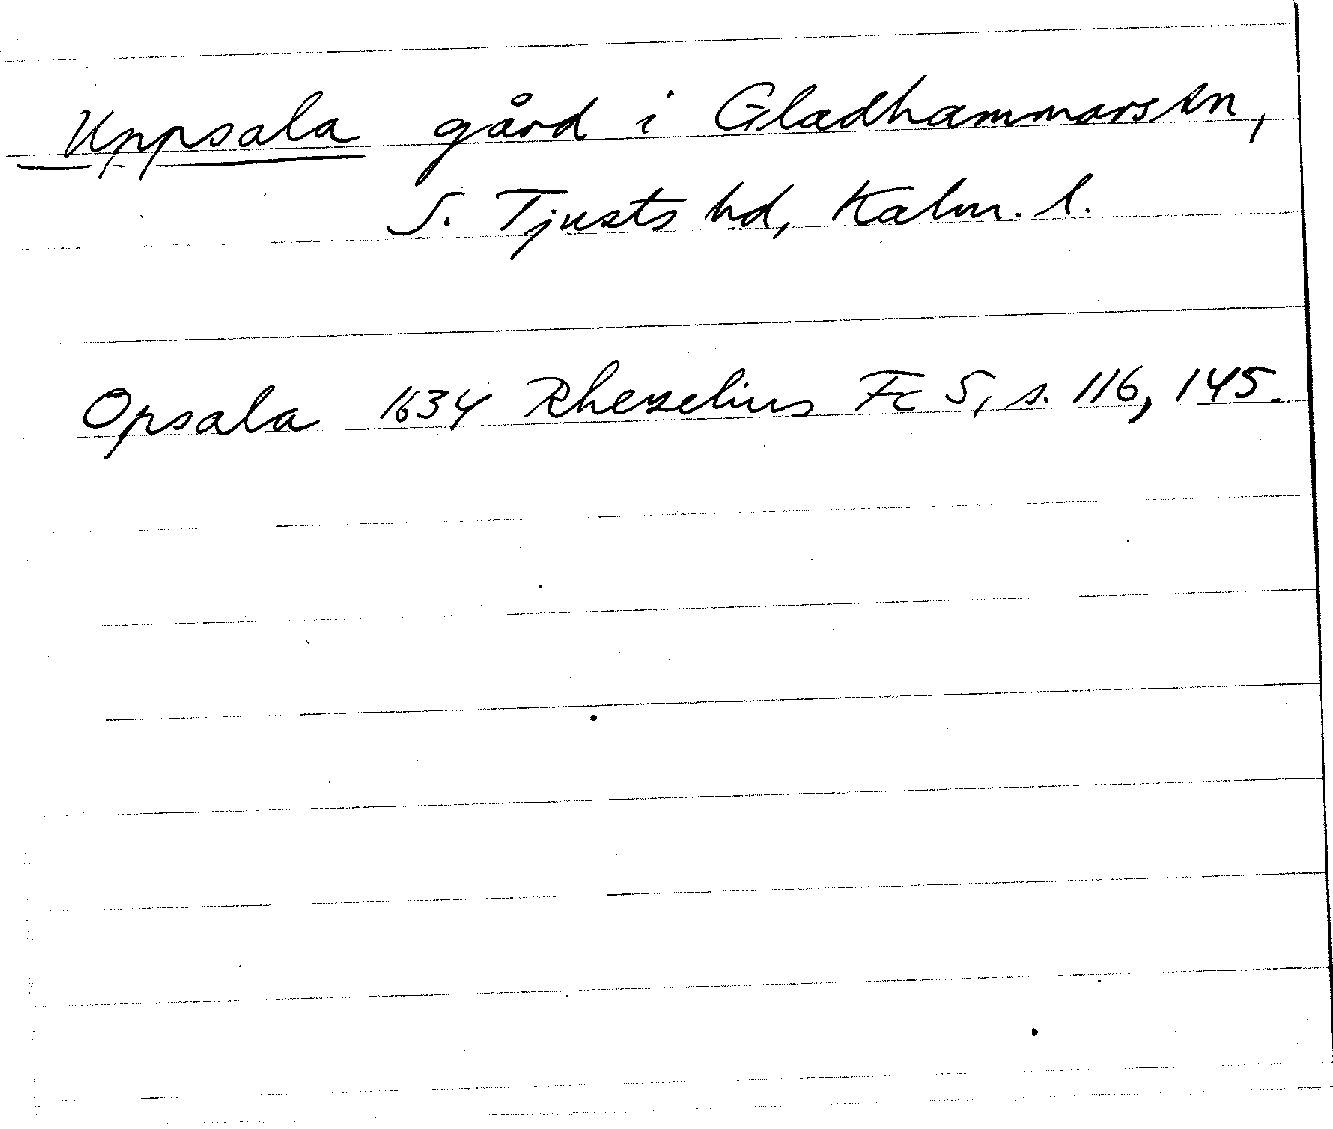 Uppsala gård i Gladhammars sn,
S. Tjusts hd, Kalm. l.
Opsala 1634 Rhezelius Fc 5, s. 116, 145.